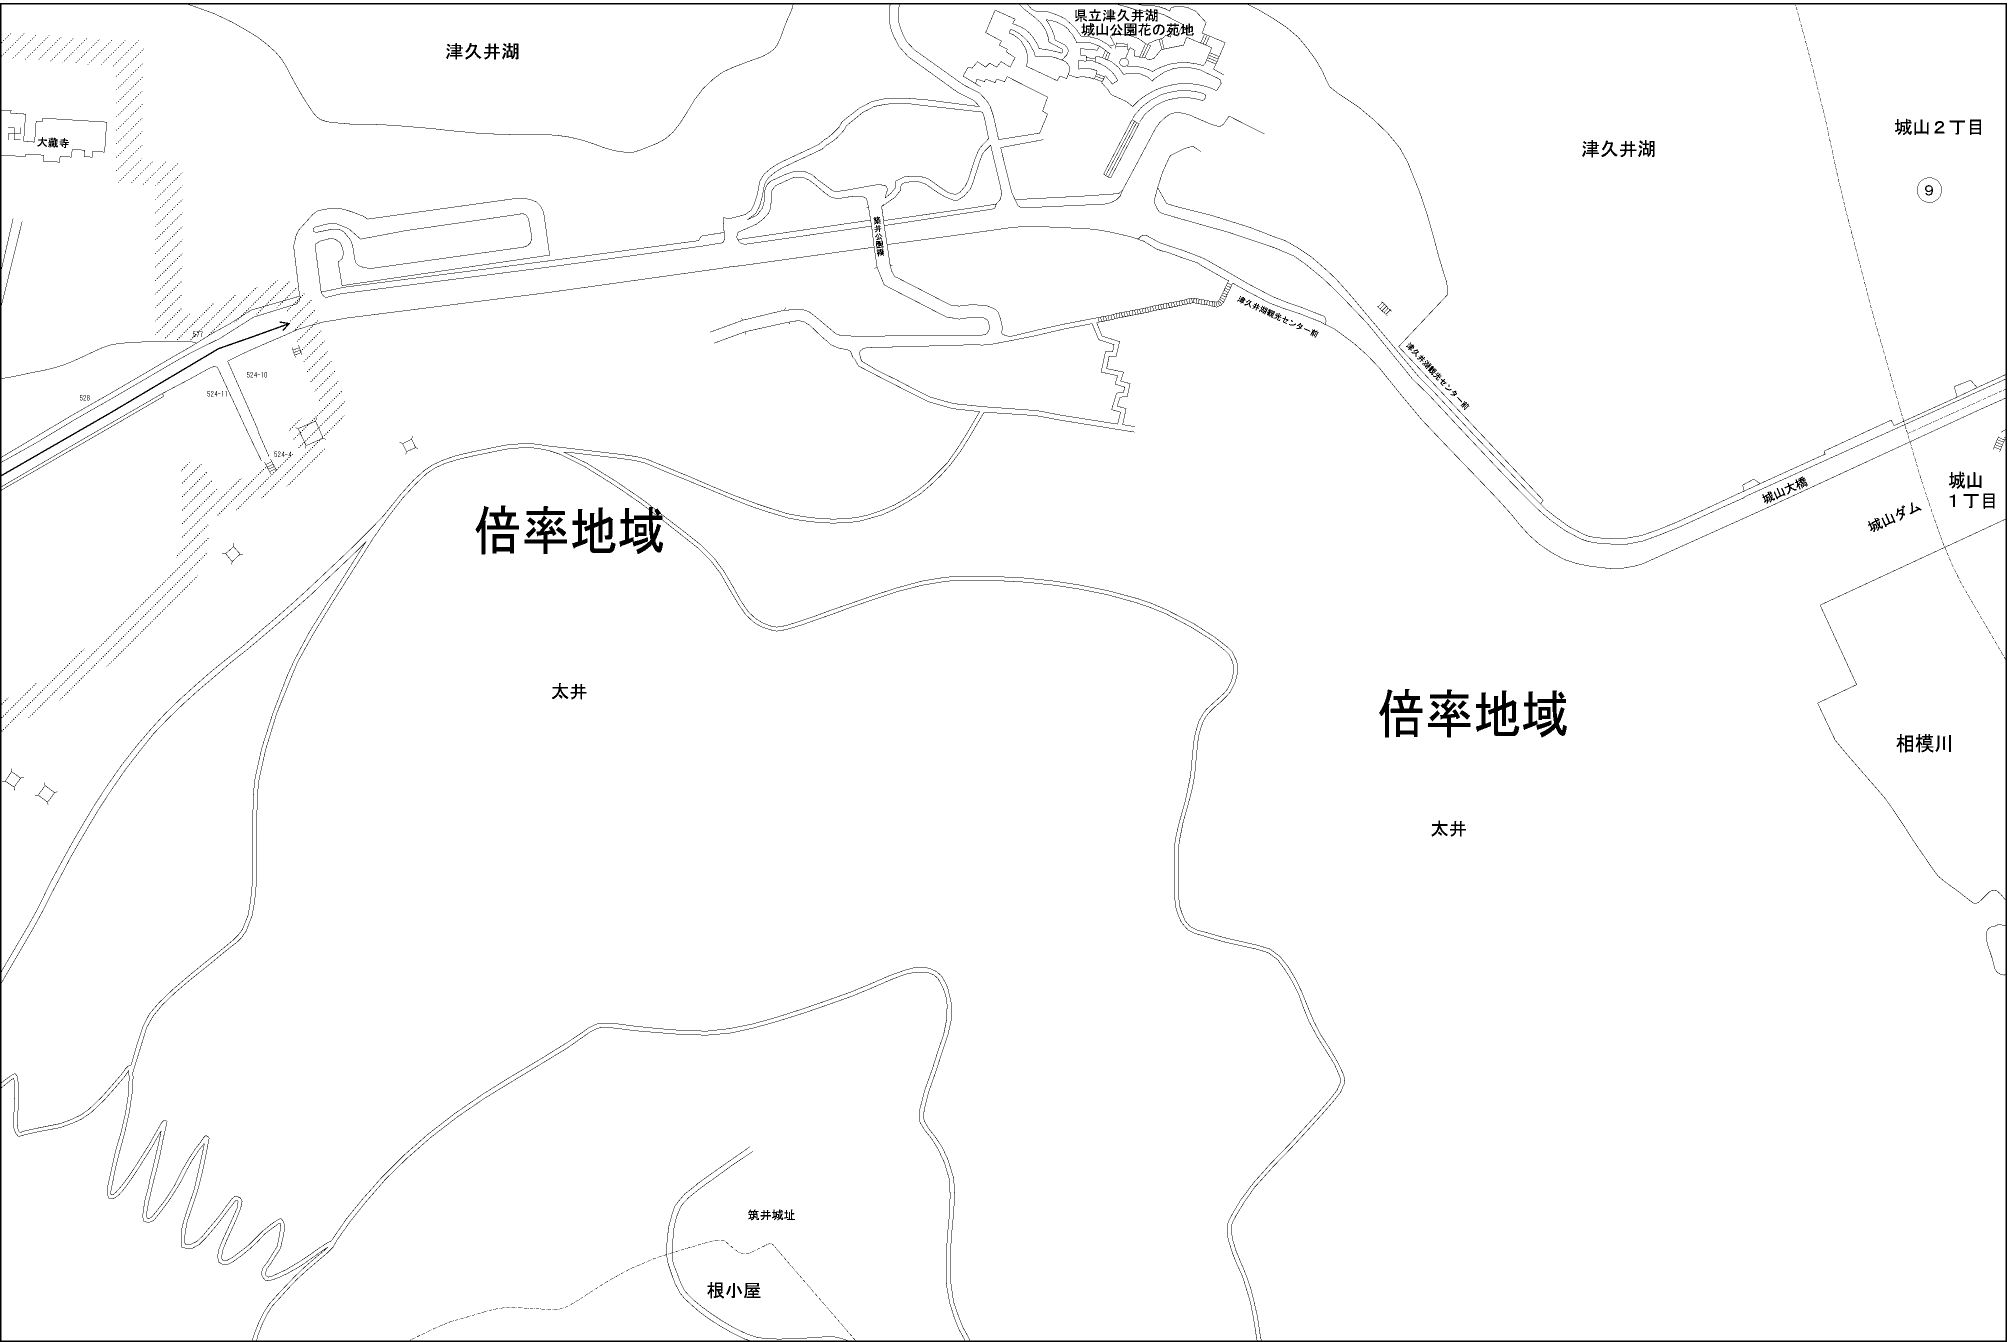 県立津久井湖
城山公園花の苑地
津久井湖
城山２丁目
津久井湖
大蔵寺
9
築井公園橋
津久井湖観光センター前
577
津久井湖観光センター前
524-10
524-11
528
524-4
城山
１丁目
城山大橋
城山ダム
倍率地域
太井
倍率地域
相模川
太井
筑井城址
根小屋